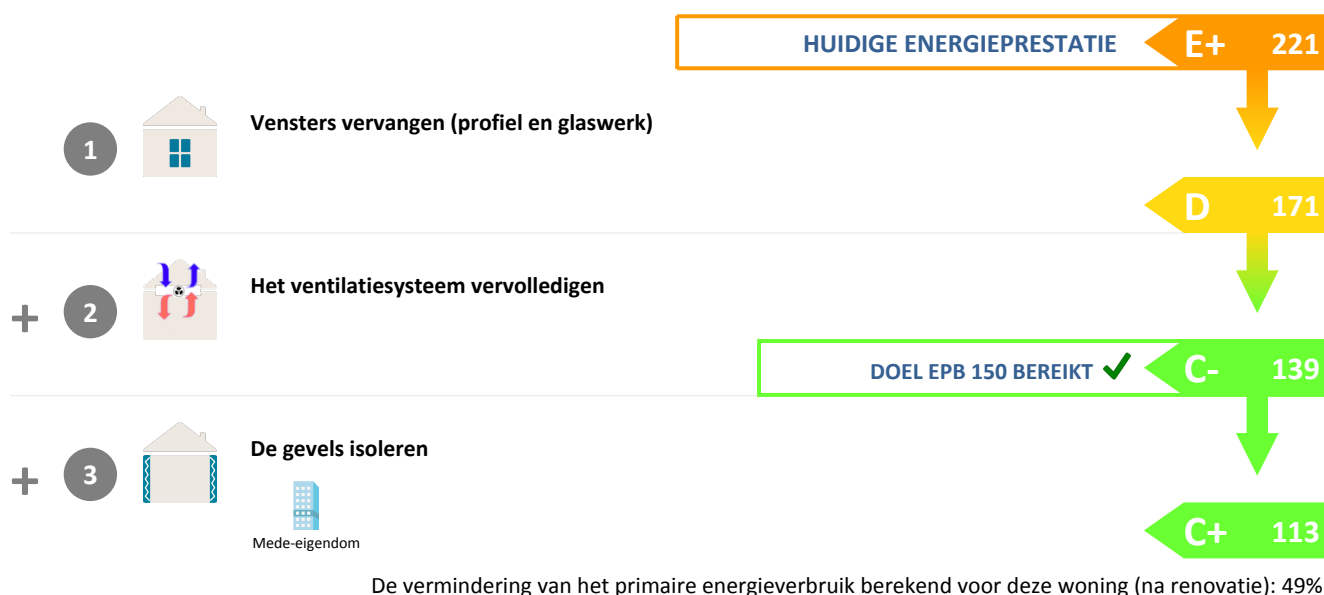 HUIDIGE ENERGIEPRESTATIE E+ 221
1 Vensters vervangen (profiel en glaswerk)
D 171
+ 2 Het ventilatiesysteem vervolledigen
DOEL EPB 150 BEREIKT ✓ C- 139
+ 3 De gevels isoleren
Mede-eigendom
C+ 113
De vermindering van het primaire energieverbruik berekend voor deze woning (na renovatie): 49%